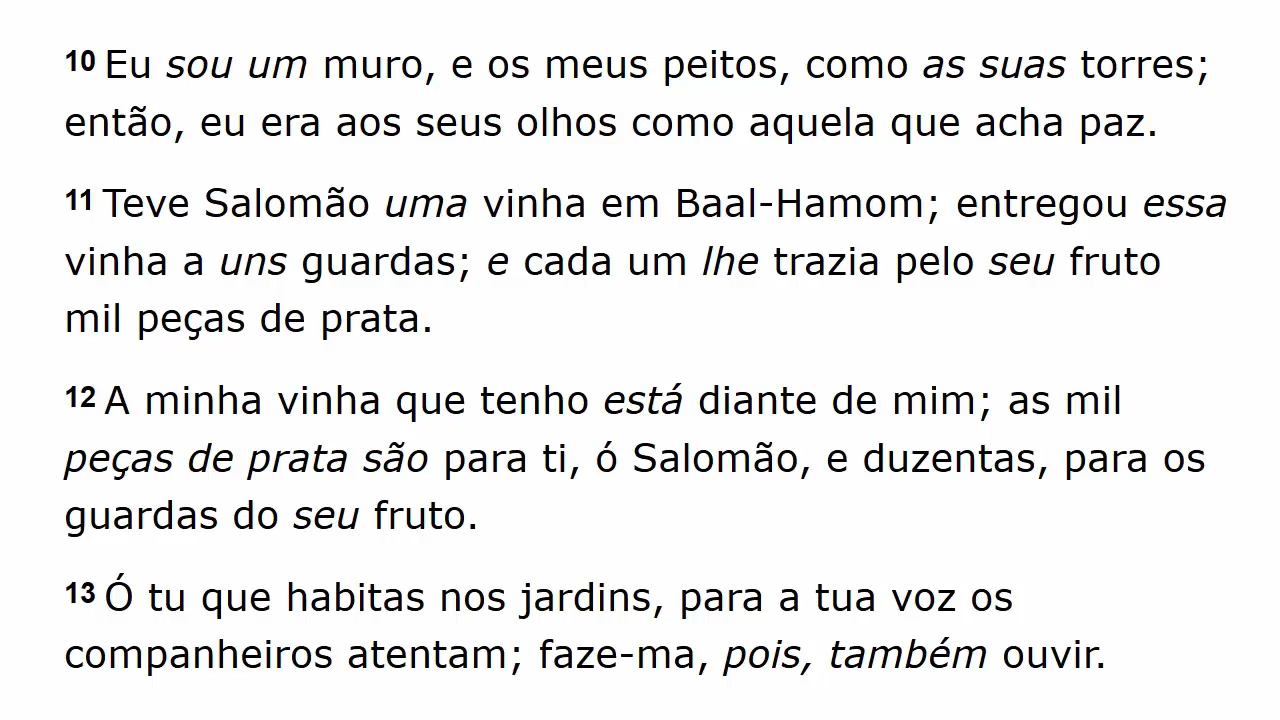 10 Eu sou um muro, e os meus peitos, como as suas torres;
então, eu era aos seus olhos como aquela que acha paz.
11 Teve Salomão uma vinha em Baal-Hamom; entregou essa
vinha a uns guardas; e cada um lhe trazia pelo seu fruto
mil peças de prata.
12 A minha vinha que tenho está diante de mim; as mil
peças de prata são para ti, ó Salomão, e duzentas, para os
guardas do seu fruto.
13 Ó tu que habitas nos jardins, para a tua voz os
companheiros atentam; faze-ma, pois, também ouvir.